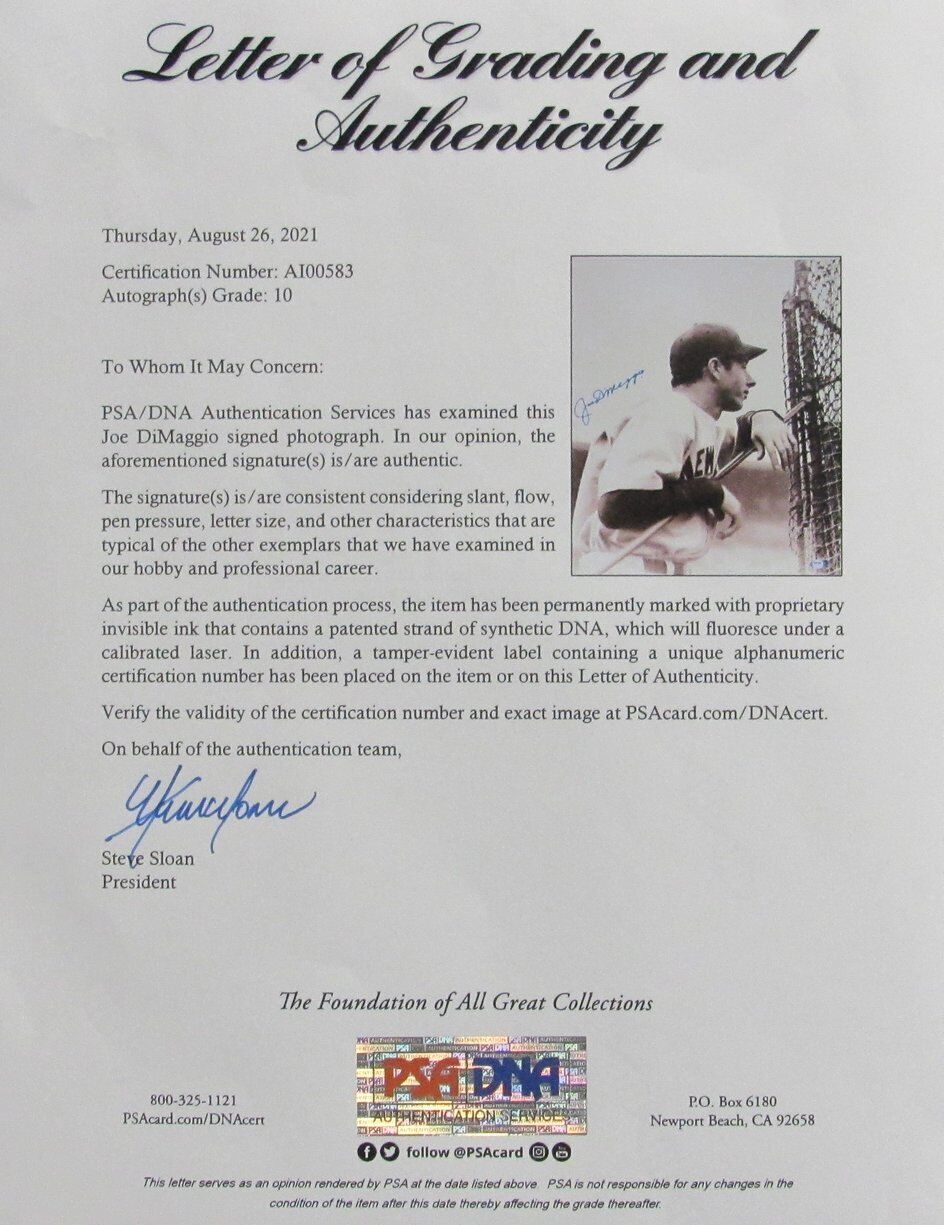 Letter of Grading and
Authenticity
Thursday, August 26, 2021
Certification Number: AI00583
Autograph(s) Grade: 10
To Whom It May Concern:
PSA/DNA Authentication Services has examined this
Joe DiMaggio signed photograph. In our opinion, the
aforementioned signature(s) is/are authentic.
The signature(s) is/are consistent considering slant, flow,
pen pressure, letter size, and other characteristics that are
typical of the other exemplars that we have examined in
our hobby and professional career.
Joe DiMaggio
NEW
As part of the authentication process, the item has been permanently marked with proprietary
invisible ink that contains a patented strand of synthetic DNA, which will fluoresce under a
calibrated laser. In addition, a tamper-evident label containing a unique alphanumeric
certification number has been placed on the item or on this Letter of Authenticity.
Verify the validity of the certification number and exact image at PSAcard.com/DNAcert.
On behalf of the authentication team,
Steve Sloan
President
The Foundation of All Great Collections
PSA DNA
AUTHENTICATION SERVICES
800-325-1121
PSAcard.com/DNAcert
P.O. Box 6180
Newport Beach, CA 92658
follow @PSAcard
This letter serves as an opinion rendered by PSA at the date listed above. PSA is not responsible for any changes in the
condition of the item after this date thereby affecting the grade thereafter.